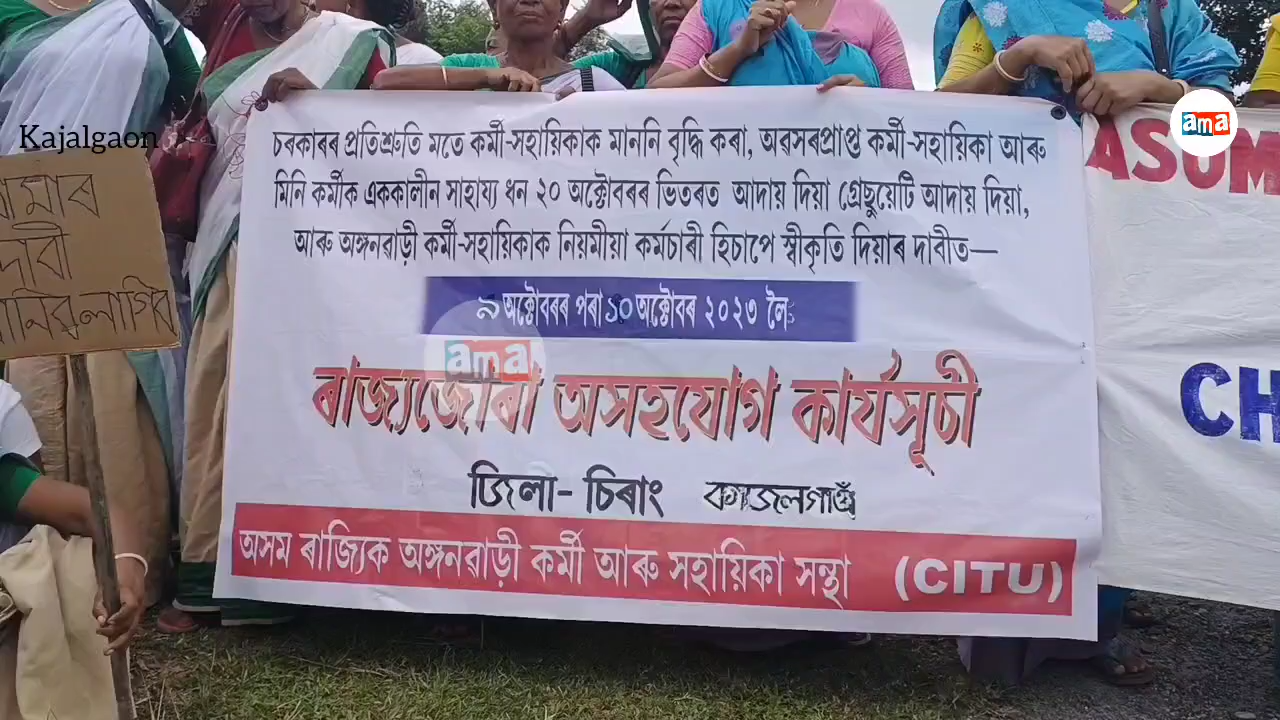 Kajalgaon
ama
চৰকাৰৰ প্ৰতিশ্ৰুতি মতে কৰ্মী-সহায়িকাক মাননি বৃদ্ধি কৰা, অৱসৰপ্ৰাপ্ত কৰ্মী-সহায়িকা আৰু
মিনি কৰ্মীক এককালীন সাহায্য ধন ২০ অক্টোবৰৰ ভিতৰত আদায় দিয়া গ্ৰেছুয়েটি আদায় দিয়া,
আৰু অঙ্গনৱাড়ী কৰ্মী-সহায়িকাক নিয়মীয়া কৰ্মচাৰী হিচাপে স্বীকৃতি দিয়াৰ দাবীত—
৯ অক্টোবৰৰ পৰা ১০ অক্টোবৰ ২০২৩ লৈ
ama
ৰাজ্যজোৰা অসহযোগ কাৰ্যসূচী
জিলা- চিৰাং কাজলগাঁও
অসম ৰাজ্যিক অঙ্গনৱাড়ী কৰ্মী আৰু সহায়িকা সন্থা (CITU)
দাবী
লাগিব
ASOM
CH